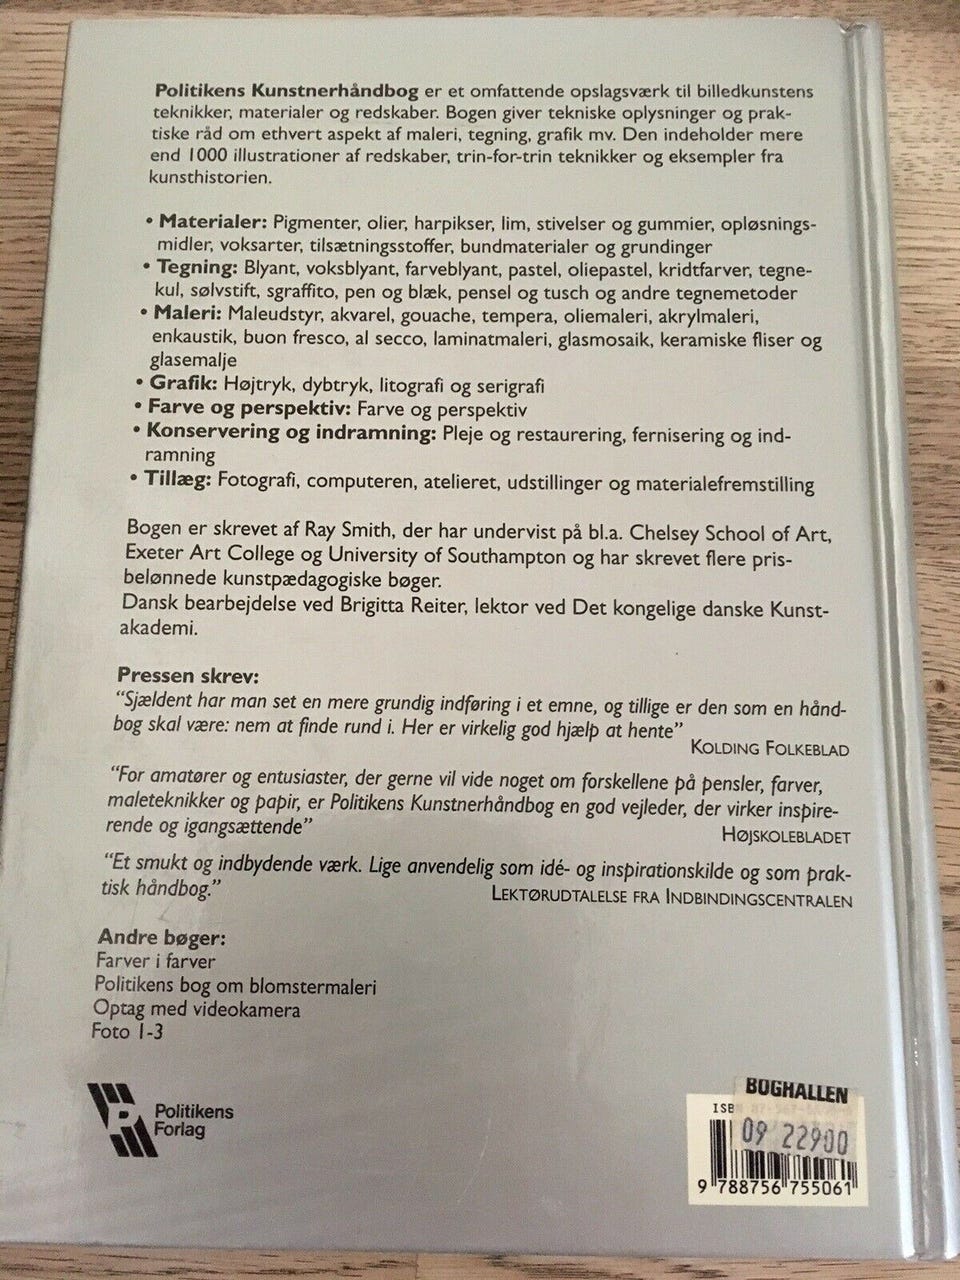 Politikens Kunstnerhåndbog er et omfattende opslagsværk til billedkunstens
teknikker, materialer og redskaber. Bogen giver tekniske oplysninger og prak-
tiske råd om ethvert aspekt af maleri, tegning, grafik mv. Den indeholder mere
end 1000 illustrationer af redskaber, trin-for-trin teknikker og eksempler fra
kunsthistorien.
• Materialer: Pigmenter, olier, harpikser, lim, stivelser og gummier, opløsnings-
midler, voksarter, tilsætningsstoffer, bundmaterialer og grundinger
• Tegning: Blyant, voksblyant, farveblyant, pastel, oliepastel, kridtfarver, tegne-
kul, sølvstift, sgraffito, pen og blæk, pensel og tusch og andre tegnemetoder
• Maleri: Maleudstyr, akvarel, gouache, tempera, oliemaleri, akrylmaleri,
enkaustik, buon fresco, al secco, laminatmaleri, glasmosaik, keramiske fliser og
glasemalje
• Grafik: Højtryk, dybtryk, litografi og serigrafi
• Farve og perspektiv: Farve og perspektiv
• Konservering og indramning: Pleje og restaurering, fernisering og ind-
ramning
• Tillæg: Fotografi, computeren, atelieret, udstillinger og materialefremstilling
Bogen er skrevet af Ray Smith, der har undervist på bl.a. Chelsey School of Art,
Exeter Art College og University of Southampton og har skrevet flere pris-
belønnede kunstpædagogiske bøger.
Dansk bearbejdelse ved Brigitta Reiter, lektor ved Det kongelige danske Kunst-
akademi.
Pressen skrev:
“Sjældent har man set en mere grundig indføring i et emne, og tillige er den som en hånd-
bog skal være: nem at finde rund i. Her er virkelig god hjælp at hente”
KOLDING FOLKEBLAD
“For amatører og entusiaster, der gerne vil vide noget om forskellene på pensler, farver,
maleteknikker og papir, er Politikens Kunstnerhåndbog en god vejleder, der virker inspire-
rende og igangsættende”
HØJSKOLEBLADET
“Et smukt og indbydende værk. Lige anvendelig som idé- og inspirationskilde og som prak-
tisk håndbog.”
LEKTØRUDTALELSE FRA INDBINDINGSCENTRALEN
Andre bøger:
Farver i farver
Politikens bog om blomstermaleri
Optag med videokamera
Foto 1-3
Politikens
Forlag
BOGHALLEN
ISB
09 22900
9 788756 755061